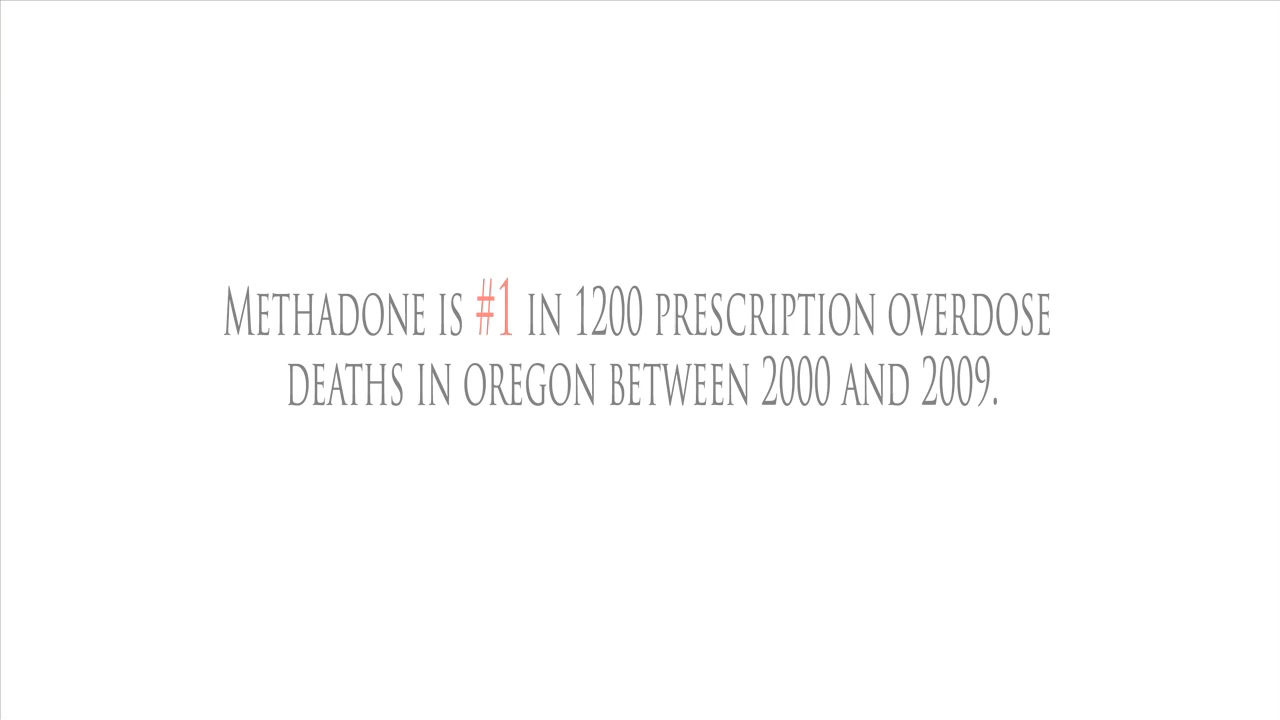 Methadone is #1 in 1200 prescription overdose
deaths in oregon between 2000 and 2009.